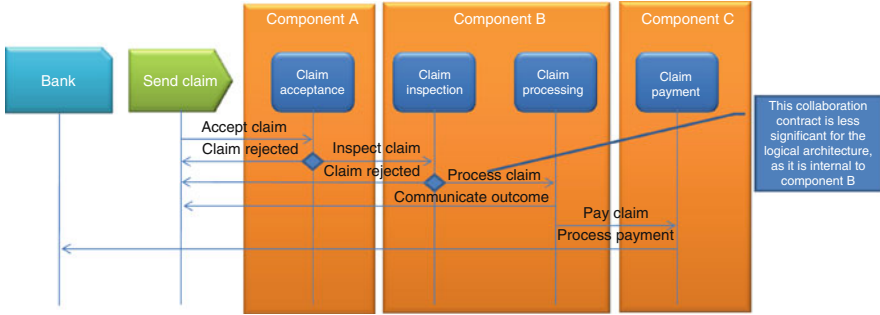 Component A
Component B
Component C
Bank
Send claim
Claim
acceptance
Claim
inspection
Claim
processing
Claim
payment
This collaboration
contract is less
significant for the
logical architecture,
as it is internal to
component B
Accept claim
Claim rejected
Inspect claim
Claim rejected
Process claim
Communicate outcome
Pay claim
Process payment